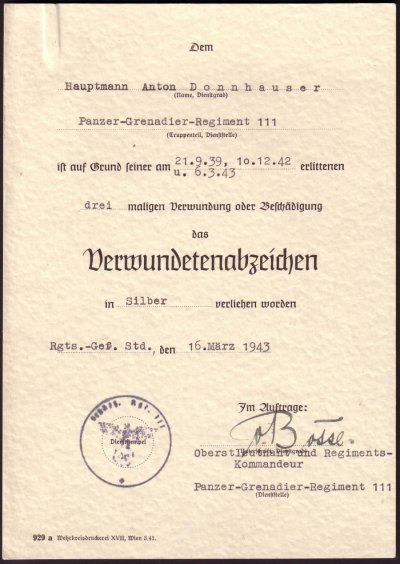 Dem
Hauptmann Anton Donnhauser
(Name, Dienstgrad)
Panzer-Grenadier-Regiment 111
(Truppenteil, Dienststelle)
ist auf Grund seiner am 21.9.39, 10.12.42 erlittenen
u. 6.3.43
drei maligen Verwundung oder Beschädigung
das
Verwundetenabzeichen
in Silber verliehen worden
Rgts.-Gef. Std., den 16.März 1943
Rgt. 111
Dienststempel
Im Auftrage:
v. Bosse
Oberstleutnant und Regiments-
Kommandeur
Panzer-Grenadier-Regiment 111
(Dienststelle)
929 a Wehrkreisdruckerei XVII, Wien 3.41.